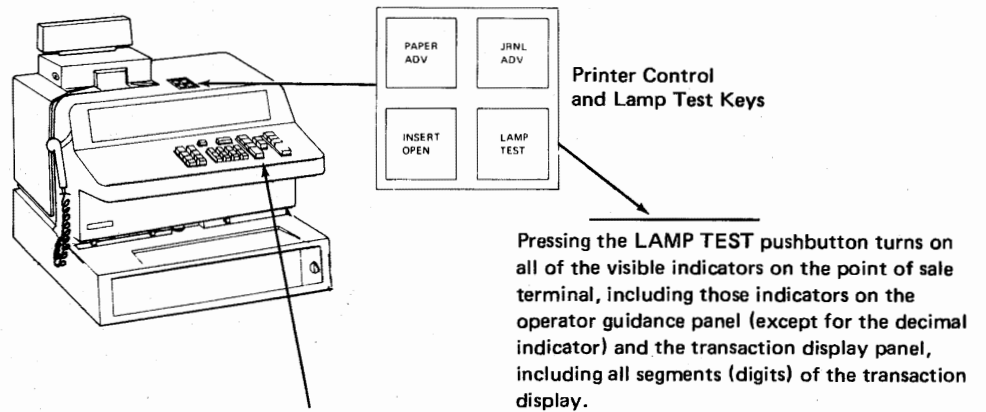 PAPER
ADV
JRNL
ADV
INSERT
OPEN
LAMP
TEST
Printer Control
and Lamp Test Keys
Pressing the LAMP TEST pushbutton turns on
all of the visible indicators on the point of sale
terminal, including those indicators on the
operator guidance panel (except for the decimal
indicator) and the transaction display panel,
including all segments (digits) of the transaction
display.